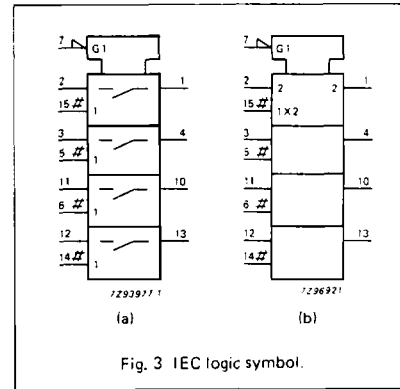 7 G1
2 1
15 # 1
3 4
5 # 1
11 10
6 # 1
12 13
14 # 1
7Z93977.1
(a)
7 G1
2 2 2 1
15 # 1 X 2
3 4
5 #
11 10
6 #
12 13
14 #
7Z96921
(b)
Fig. 3 IEC logic symbol.